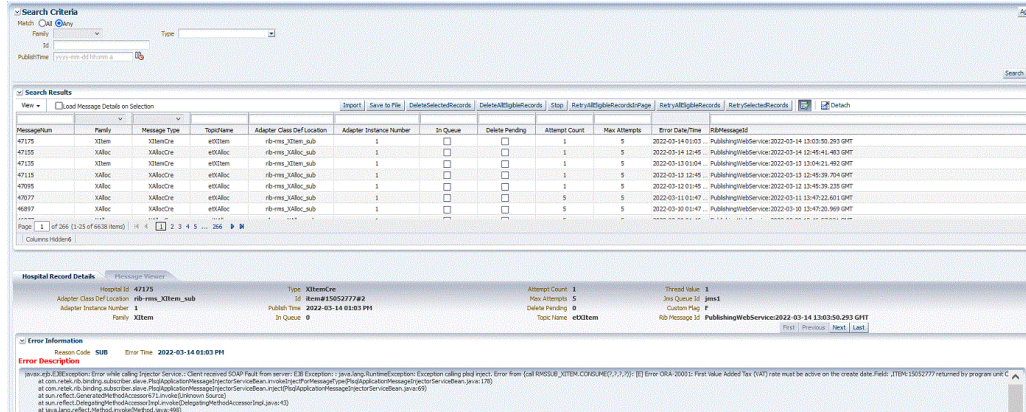 Search Criteria
Match All Any
Family Type
Id
PublishTime yyyy-mm-dd hh:mm a
Search
Search Results
View Load Message Details on Selection Import Save to File DeleteSelectedRecords DeleteAllEligibleRecords Stop RetryAllEligibleRecordsInPage RetryAllEligibleRecords RetrySelectedRecords Detach
MessageNum Family Message Type TopicName Adapter Class Def Location Adapter Instance Number In Queue Delete Pending Attempt Count Max Attempts Error Date/Time RibMessageId
47175 XItem XItemCre etXItem rib-rms_XItem_sub 1 1 5 2022-03-14 01:03 ... PublishingWebService:2022-03-14 13:03:50.293 GMT
47155 XAlloc XAllocCre etXAlloc rib-rms_XAlloc_sub 1 1 5 2022-03-14 12:45 ... PublishingWebService:2022-03-14 12:45:41.483 GMT
47135 XItem XItemCre etXItem rib-rms_XItem_sub 1 1 5 2022-03-13 01:04 ... PublishingWebService:2022-03-13 13:04:21.492 GMT
47115 XAlloc XAllocCre etXAlloc rib-rms_XAlloc_sub 1 1 5 2022-03-13 12:45 ... PublishingWebService:2022-03-13 12:45:39.704 GMT
47095 XAlloc XAllocCre etXAlloc rib-rms_XAlloc_sub 1 1 5 2022-03-12 01:45 ... PublishingWebService:2022-03-12 13:45:39.235 GMT
47077 XAlloc XAllocCre etXAlloc rib-rms_XAlloc_sub 1 5 5 2022-03-11 01:47 ... PublishingWebService:2022-03-11 13:47:22.601 GMT
46897 XAlloc XAllocCre etXAlloc rib-rms_XAlloc_sub 1 5 5 2022-03-10 01:47 ... PublishingWebService:2022-03-10 13:47:20.969 GMT
Page 1 of 266 (1-25 of 6638 items) 1 2 3 4 5 ... 266
Columns Hidden 6
Hospital Record Details Message Viewer
Hospital Id 47175 Type XItemCre Attempt Count 1 Thread Value 1
Adapter Class Def Location rib-rms_XItem_sub Id item#15052777#2 Max Attempts 5 Jms Queue Id jms1
Adapter Instance Number 1 Publish Time 2022-03-14 01:03 PM Delete Pending 0 Custom Flag F
Family XItem In Queue 0 Topic Name etXItem Rib Message Id PublishingWebService:2022-03-14 13:03:50.293 GMT
First Previous Next Last
Error Information
Reason Code SUB Error Time 2022-03-14 01:03 PM
Error Description
javax.ejb.EJBException: Error while calling Injector Service.: Client received SOAP Fault from server: EJB Exception: : java.lang.RuntimeException: Exception calling plsql inject. Error from {call RMSSUB_XITEM.CONSUME(?,?,?,?)}: [E] Error ORA-20001: First Value Added Tax (VAT) rate must be active on the create date.Field: ,ITEM:15052777 returned by program unit
at com.retek.rib.binding.subscriber.slave.PlsqlApplicationMessageInjectorServiceBean.invokeInjectForMessageType(PlsqlApplicationMessageInjectorServiceBean.java:178)
at com.retek.rib.binding.subscriber.slave.PlsqlApplicationMessageInjectorServiceBean.inject(PlsqlApplicationMessageInjectorServiceBean.java:69)
at sun.reflect.GeneratedMethodAccessor671.invoke(Unknown Source)
at sun.reflect.DelegatingMethodAccessorImpl.invoke(DelegatingMethodAccessorImpl.java:43)
at java.lang.reflect.Method.invoke(Method.java:498)